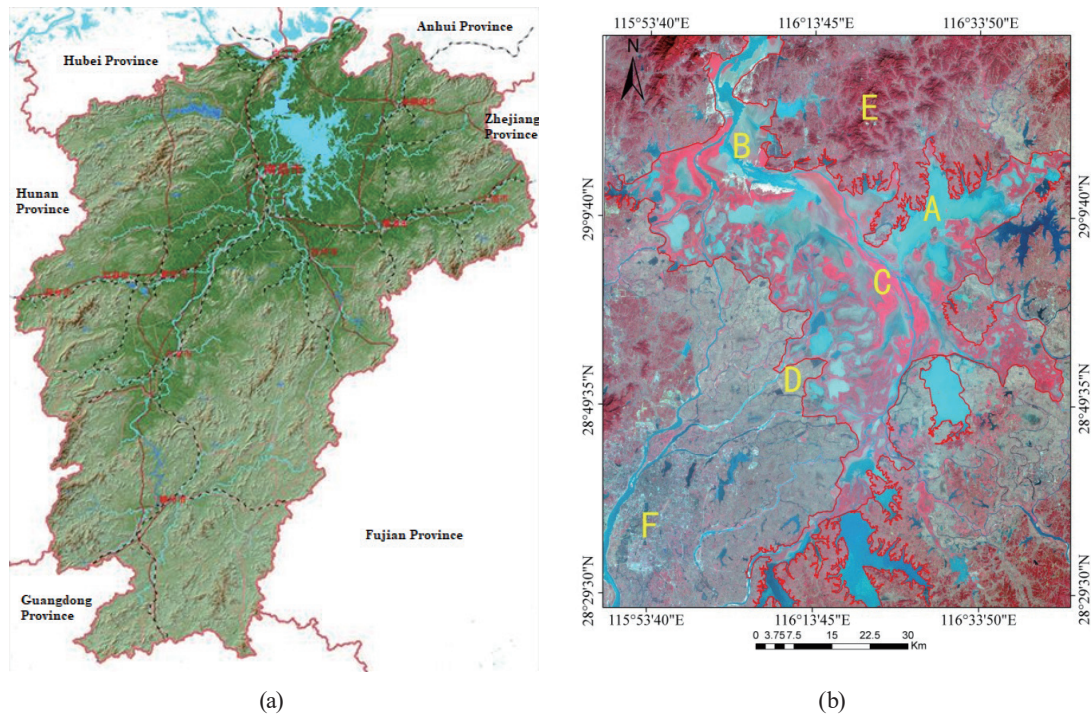 Anhui Province
Hubei Province
Zhejiang
Province
Hunan
Province
Fujian Province
Guangdong
Province
(a)
115°53'40" 116°13'45" 116°33'50"
N
E
B
A
C
D
F
29°9'40"N
28°49'35"N
28°29'30"N
29°9'40"N
28°49'35"N
28°29'30"N
115°53'40"E 116°13'45"E 116°33'50"E
0 3.757.5 15 22.5 30
Km
(b)